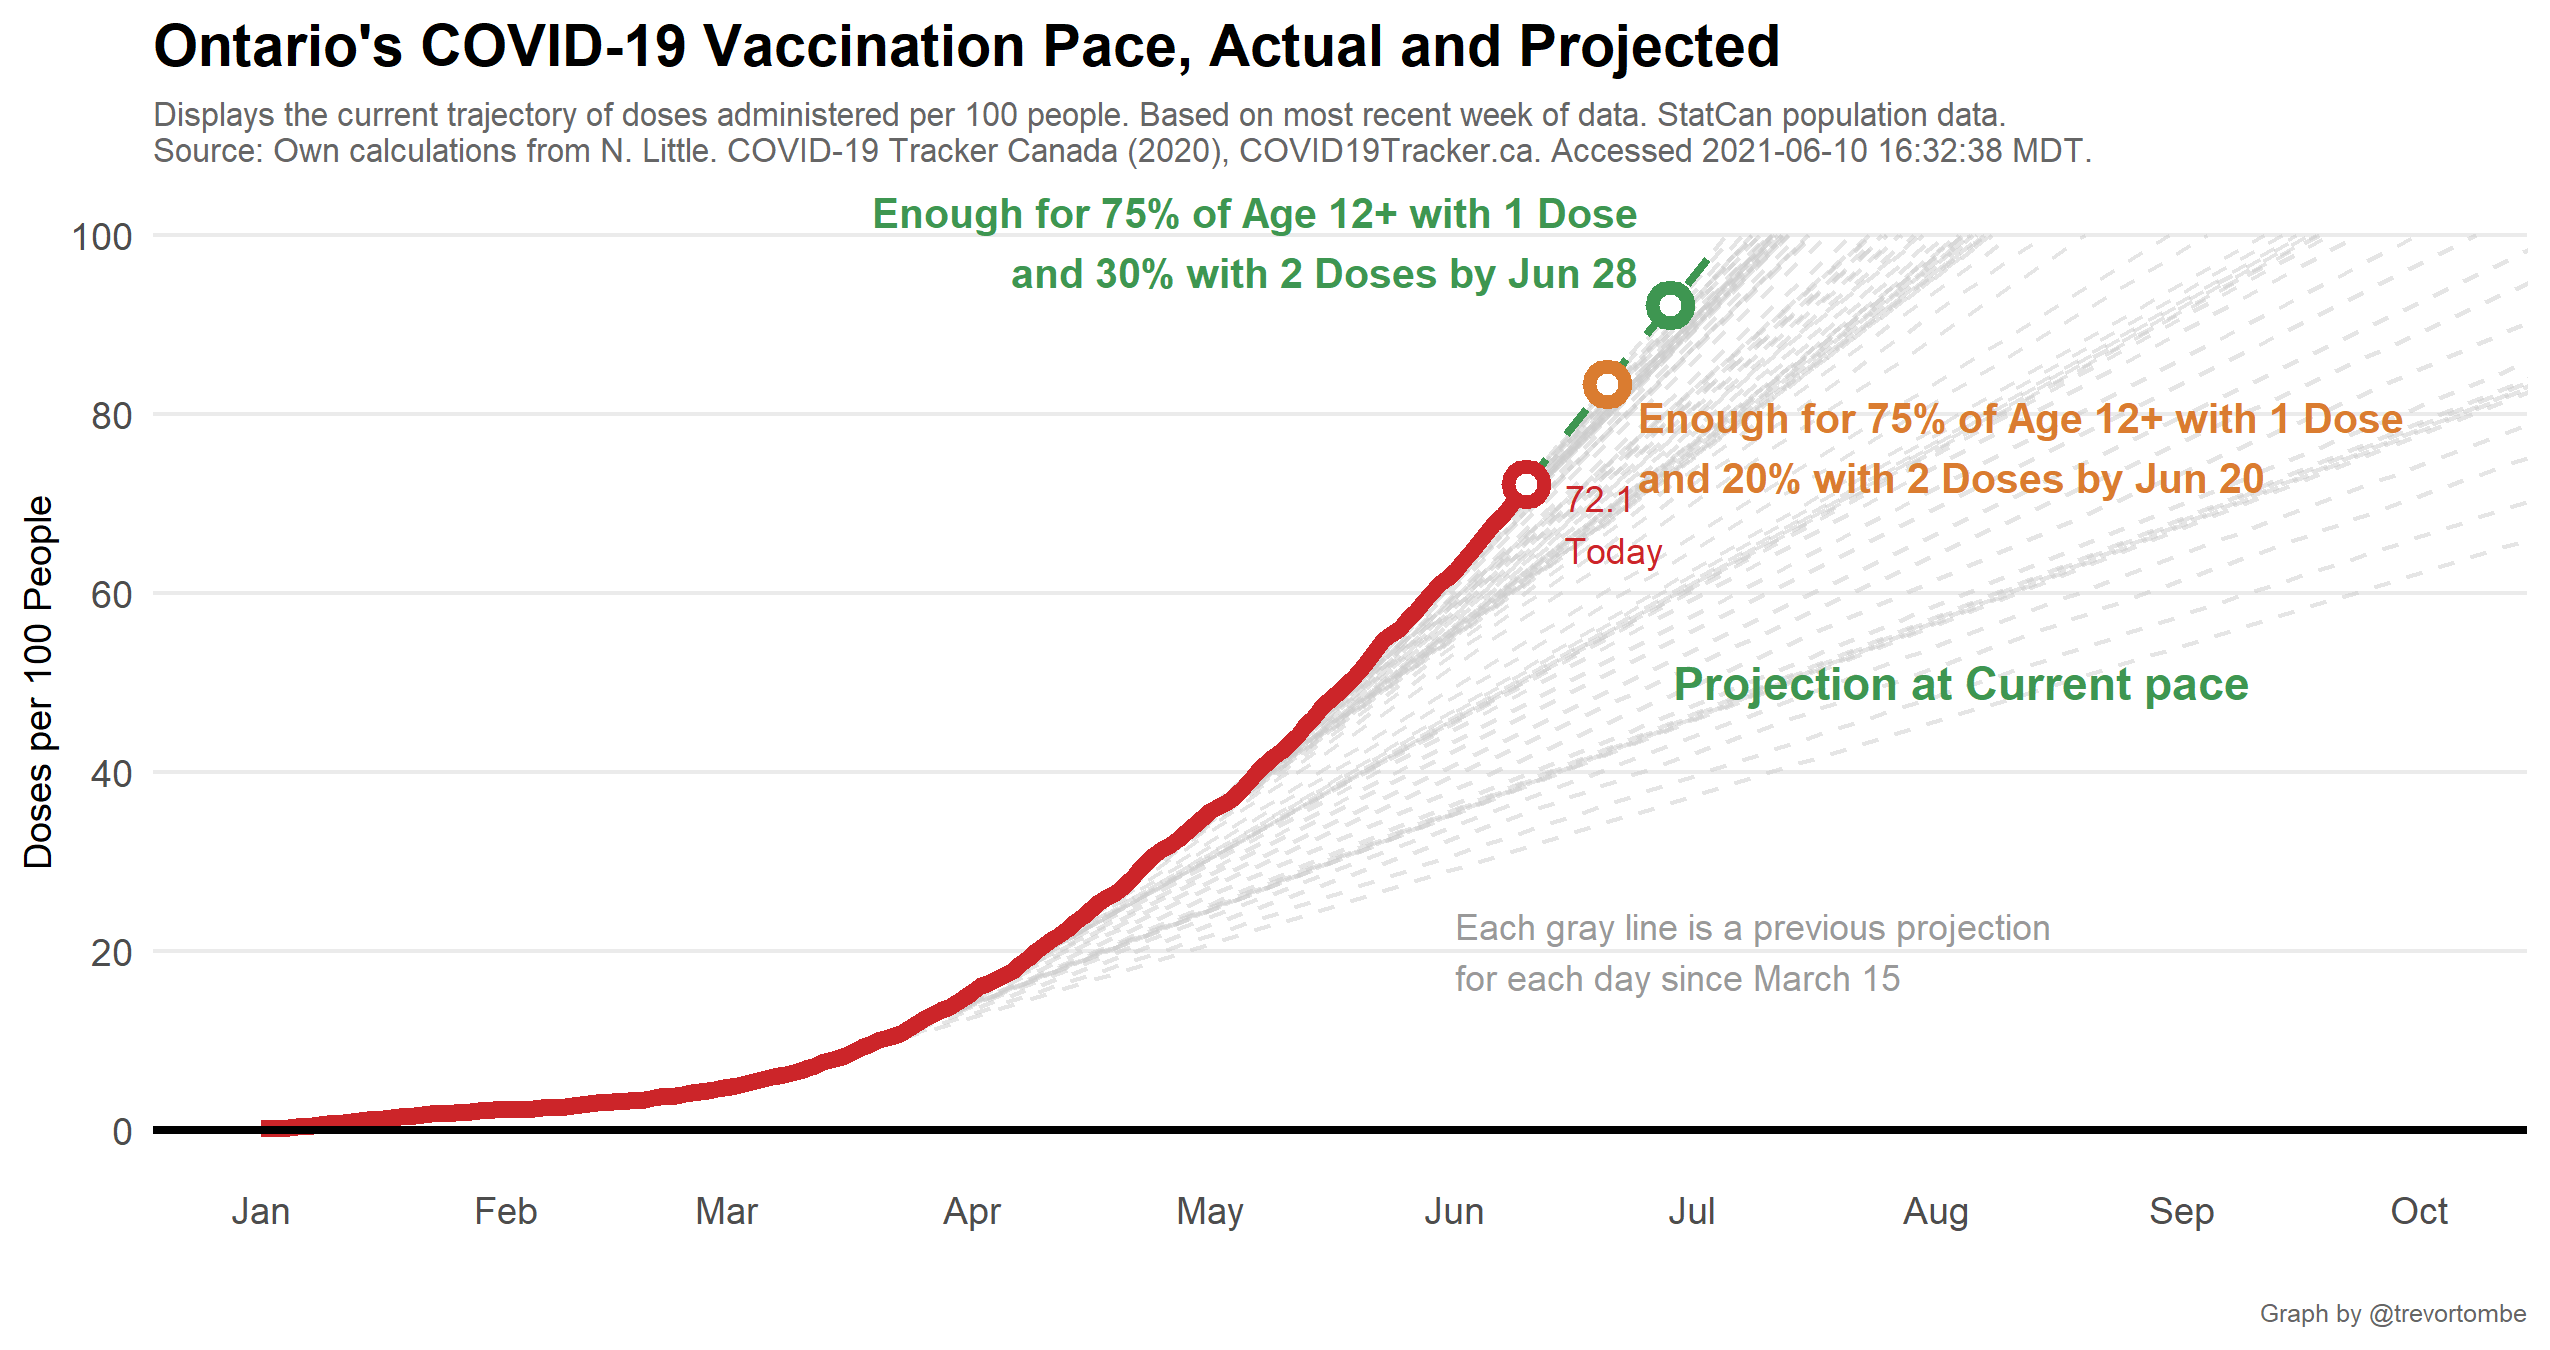 Ontario's COVID-19 Vaccination Pace, Actual and Projected
Displays the current trajectory of doses administered per 100 people. Based on most recent week of data. StatCan population data.
Source: Own calculations from N. Little. COVID-19 Tracker Canada (2020), COVID19Tracker.ca. Accessed 2021-06-10 16:32:38 MDT.
Enough for 75% of Age 12+ with 1 Dose
and 30% with 2 Doses by Jun 28
Enough for 75% of Age 12+ with 1 Dose
and 20% with 2 Doses by Jun 20
72.1
Today
Projection at Current pace
Each gray line is a previous projection
for each day since March 15
Doses per 100 People
100
80
60
40
20
0
Jan Feb Mar Apr May Jun Jul Aug Sep Oct
Graph by @trevortombe